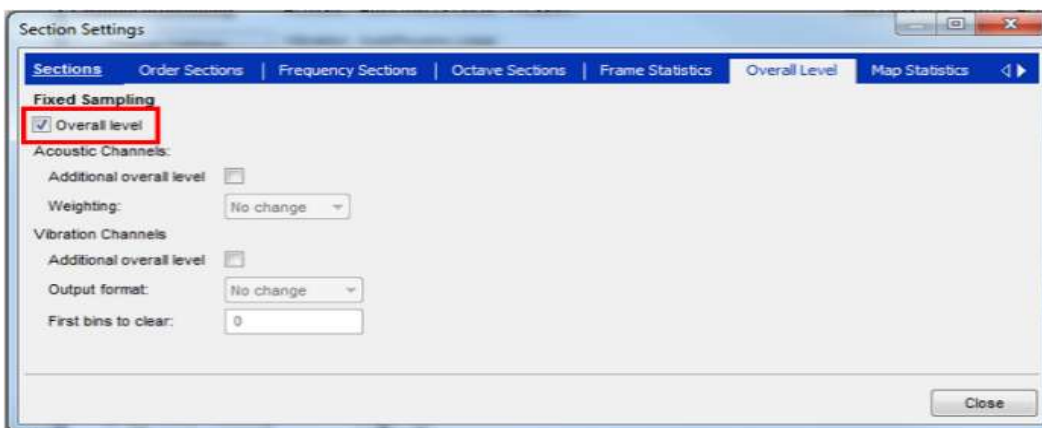 Section Settings
Sections Order Sections | Frequency Sections | Octave Sections | Frame Statistics Overall Level Map Statistics
Fixed Sampling
Overall level
Acoustic Channels:
Additional overall level
Weighting: No change
Vibration Channels
Additional overall level
Output format: No change
First bins to clear: 0
Close